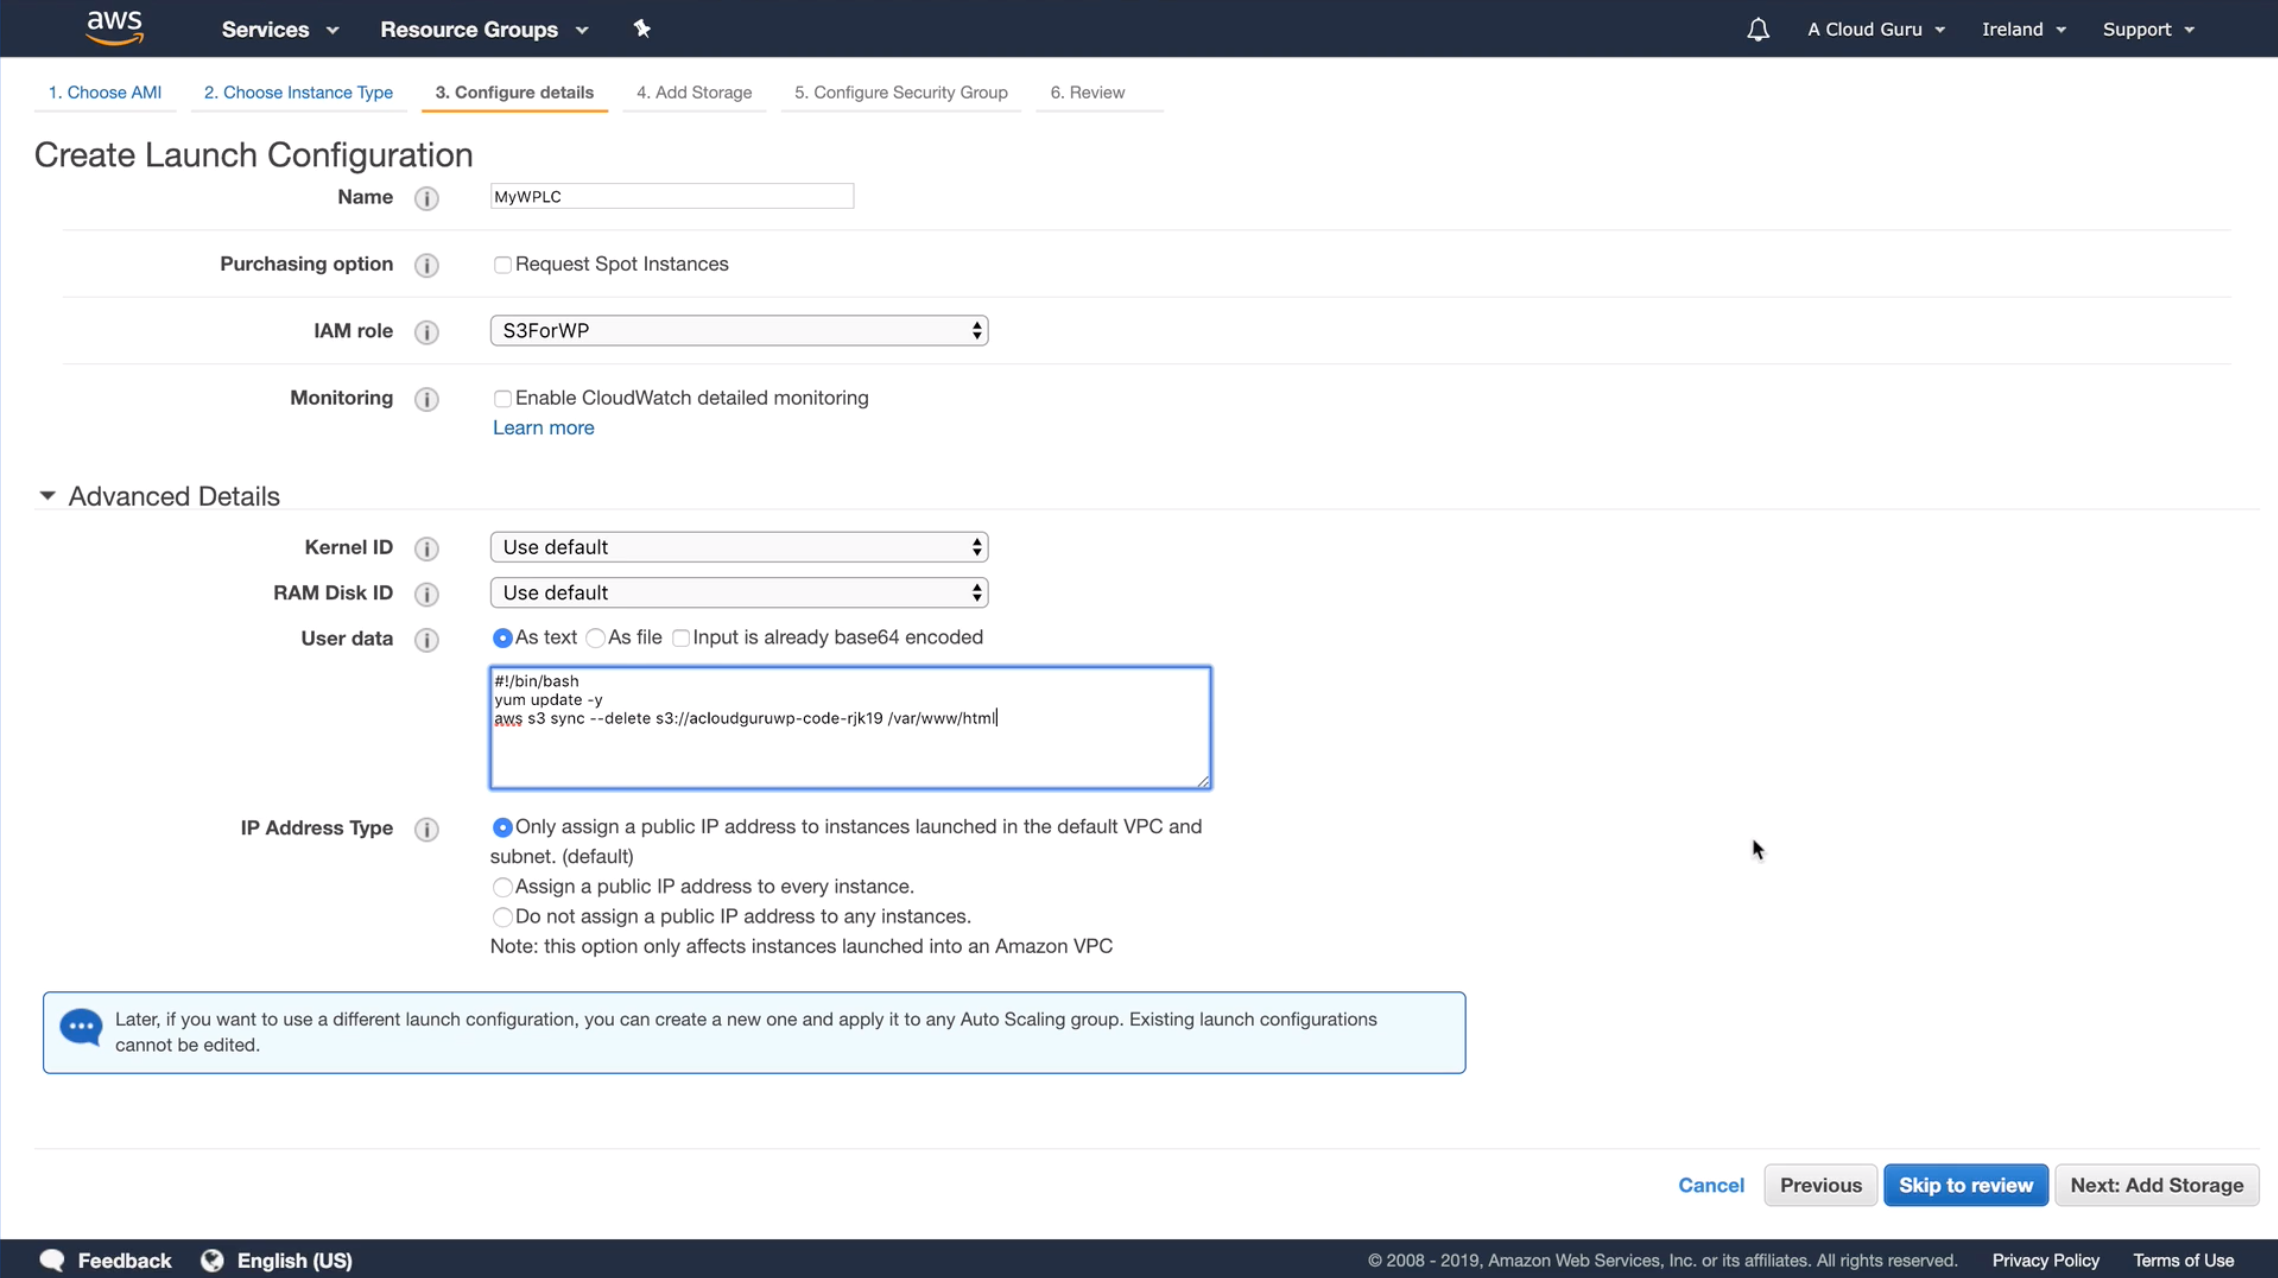 aws Services Resource Groups A Cloud Guru Ireland Support
1. Choose AMI 2. Choose Instance Type 3. Configure details 4. Add Storage 5. Configure Security Group 6. Review
Create Launch Configuration
Name i MyWPLC
Purchasing option i Request Spot Instances
IAM role i S3ForWP
Monitoring i Enable CloudWatch detailed monitoring
Learn more
Advanced Details
Kernel ID i Use default
RAM Disk ID i Use default
User data i As text As file Input is already base64 encoded
#!/bin/bash
yum update -y
aws s3 sync --delete s3://acloudguruwp-code-rjk19 /var/www/html
IP Address Type i Only assign a public IP address to instances launched in the default VPC and
subnet. (default)
Assign a public IP address to every instance.
Do not assign a public IP address to any instances.
Note: this option only affects instances launched into an Amazon VPC
Later, if you want to use a different launch configuration, you can create a new one and apply it to any Auto Scaling group. Existing launch configurations
cannot be edited.
Cancel Previous Skip to review Next: Add Storage
Feedback English (US) © 2008 - 2019, Amazon Web Services, Inc. or its affiliates. All rights reserved. Privacy Policy Terms of Use